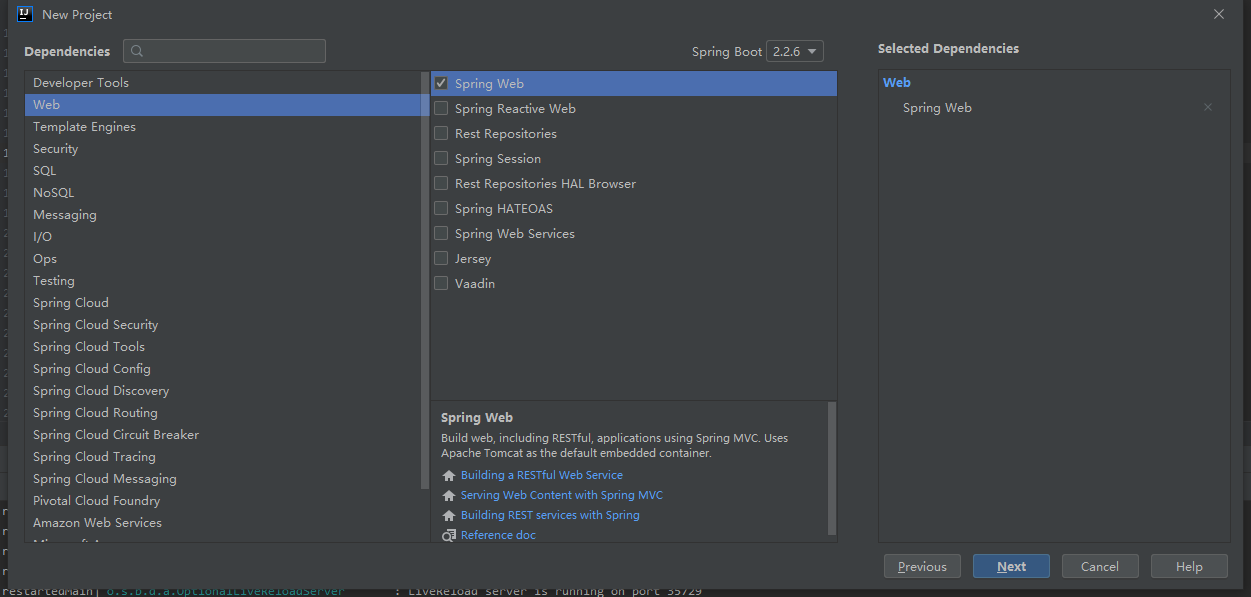 New Project
Dependencies
Spring Boot 2.2.6
Selected Dependencies
Developer Tools
Web
Template Engines
Security
SQL
NoSQL
Messaging
I/O
Ops
Testing
Spring Cloud
Spring Cloud Security
Spring Cloud Tools
Spring Cloud Config
Spring Cloud Discovery
Spring Cloud Routing
Spring Cloud Circuit Breaker
Spring Cloud Tracing
Spring Cloud Messaging
Pivotal Cloud Foundry
Amazon Web Services
Spring Web
Spring Reactive Web
Rest Repositories
Spring Session
Rest Repositories HAL Browser
Spring HATEOAS
Spring Web Services
Jersey
Vaadin
Spring Web
Build web, including RESTful, applications using Spring MVC. Uses
Apache Tomcat as the default embedded container.
Building a RESTful Web Service
Serving Web Content with Spring MVC
Building REST services with Spring
Reference doc
Web
Spring Web
Previous
Next
Cancel
Help
restartedMain] o.s.b.d.a.OptionalLiveReloadServer : LiveReload server is running on port 35729